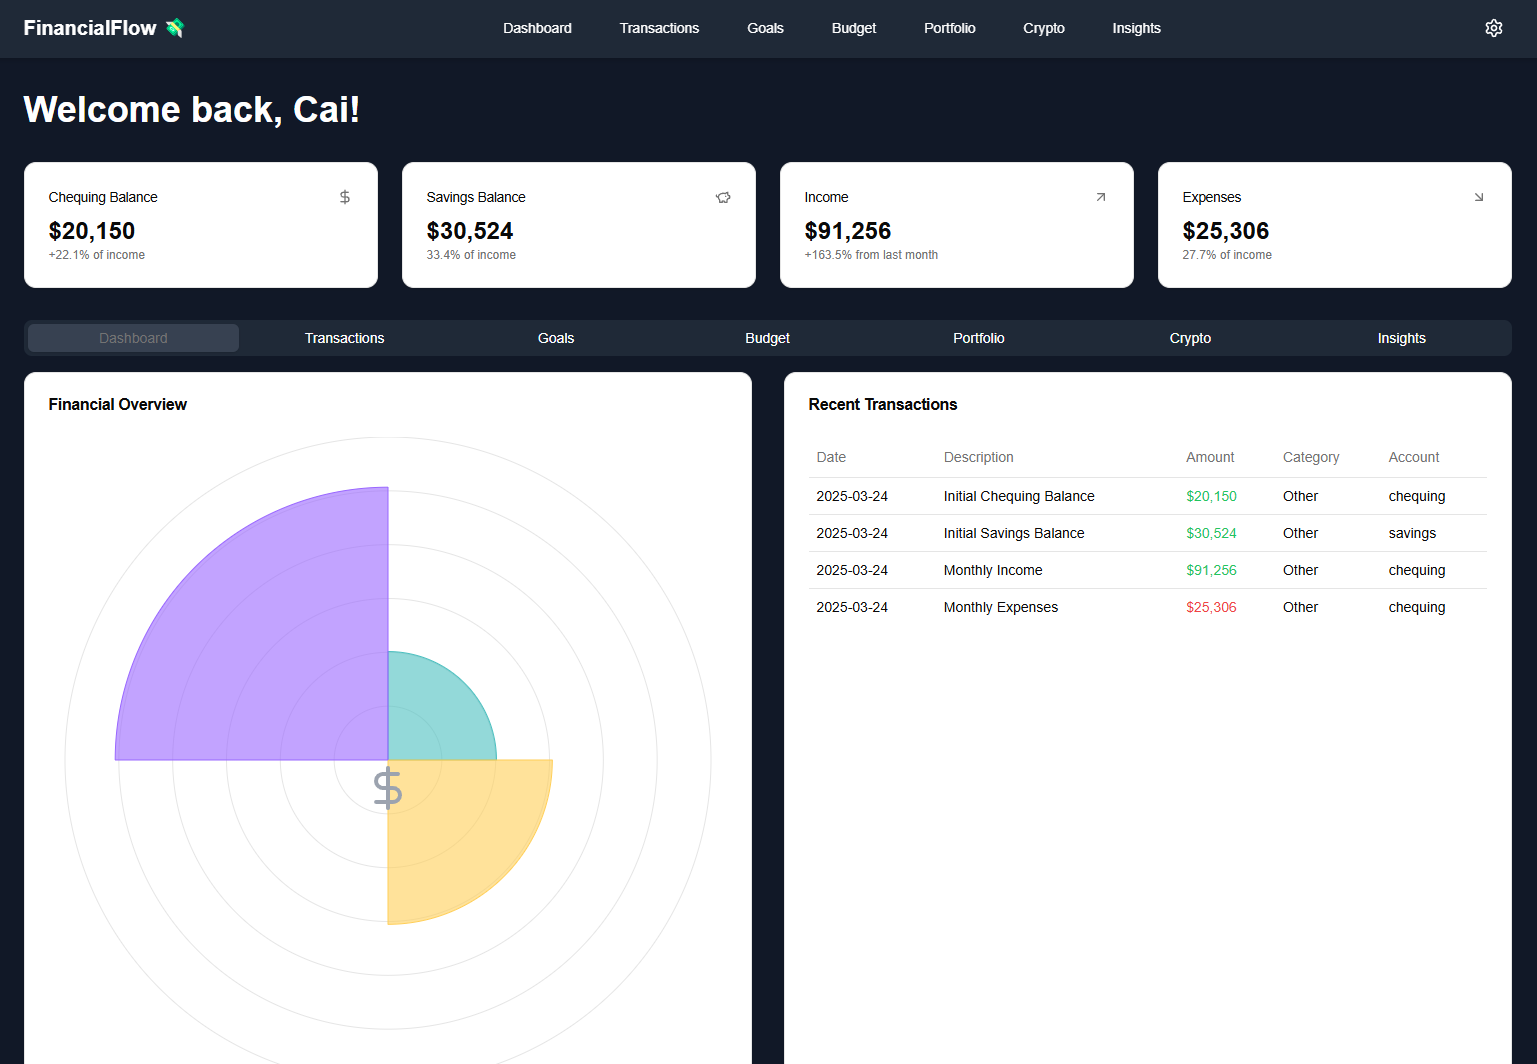 FinancialFlow 💸
Dashboard Transactions Goals Budget Portfolio Crypto Insights
Welcome back, Cai!
Chequing Balance
$20,150
+22.1% of income
Savings Balance
$30,524
33.4% of income
Income
$91,256
+163.5% from last month
Expenses
$25,306
27.7% of income
Dashboard Transactions Goals Budget Portfolio Crypto Insights
Financial Overview
$
Recent Transactions
Date Description Amount Category Account
2025-03-24 Initial Chequing Balance $20,150 Other chequing
2025-03-24 Initial Savings Balance $30,524 Other savings
2025-03-24 Monthly Income $91,256 Other chequing
2025-03-24 Monthly Expenses $25,306 Other chequing